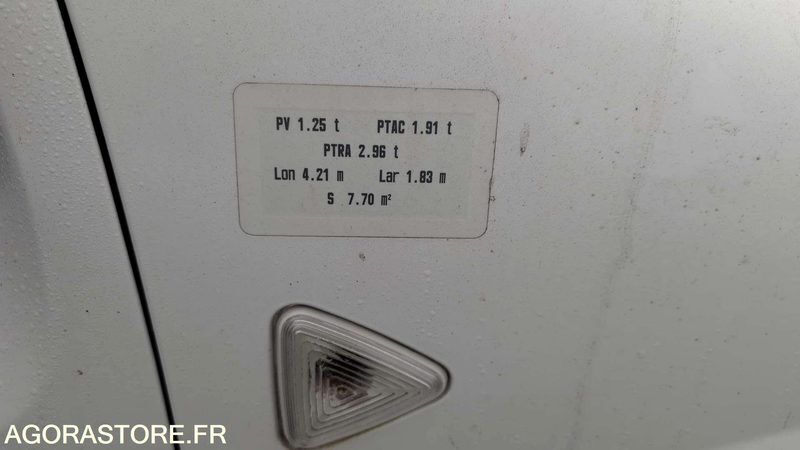 PV 1.25 t PTAC 1.91 t
PTRA 2.96 t
Lon 4.21 m Lar 1.83 m
S 7.70 m²
AGORASTORE.FR